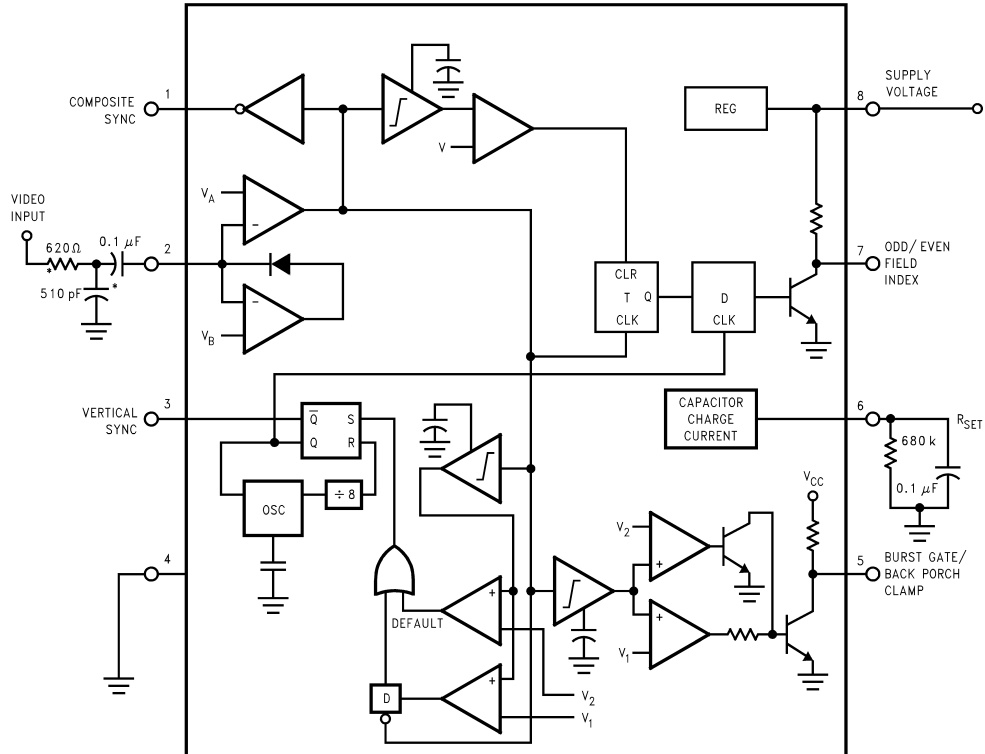 COMPOSITE
SYNC
1
V
REG
8
SUPPLY
VOLTAGE
VIDEO
INPUT
620Ω
*
0.1 μF
510 pF
*
2
V_A
−
−
V_B
CLR
T Q
CLK
D
CLK
7
ODD/EVEN
FIELD
INDEX
VERTICAL
SYNC
3
Q̅ S
Q R
OSC
÷ 8
CAPACITOR
CHARGE
CURRENT
6
R_SET
680 k
0.1 μF
4
DEFAULT
+
+
D
V_2
V_1
V_2
+
+
V_1
V_CC
5
BURST GATE/
BACK PORCH
CLAMP